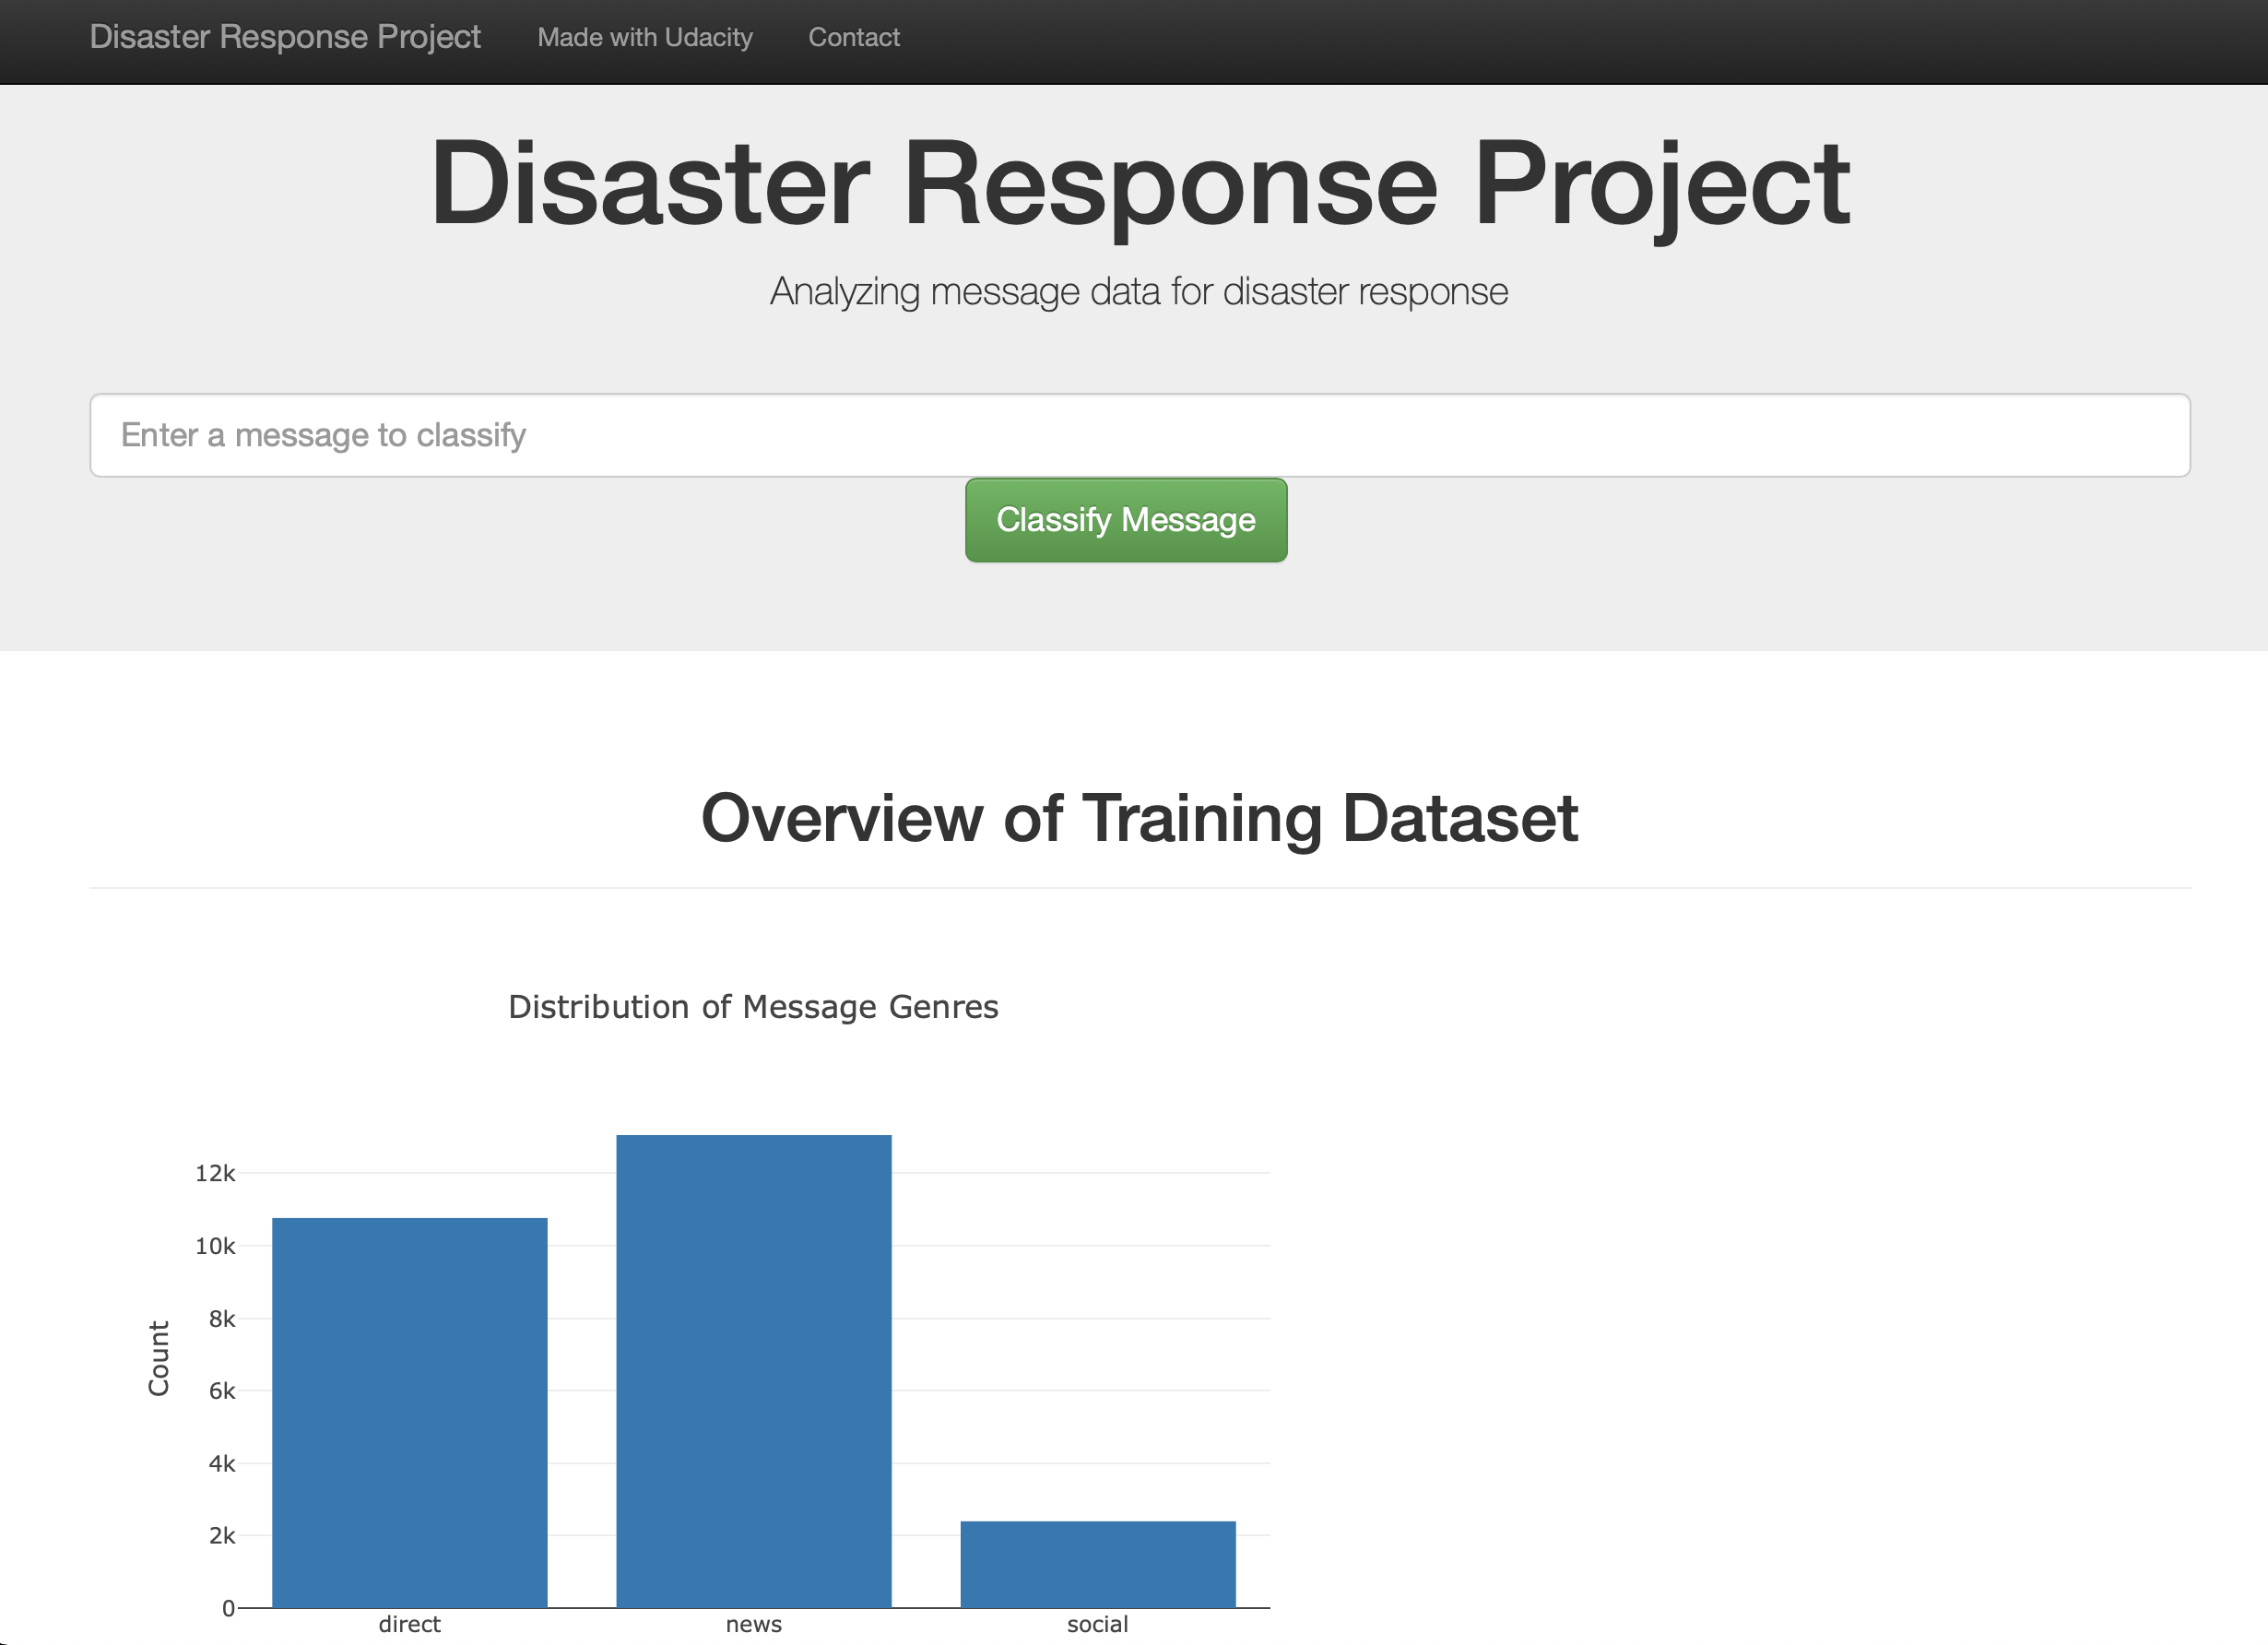 Disaster Response Project Made with Udacity Contact
Disaster Response Project
Analyzing message data for disaster response
Enter a message to classify
Classify Message
Overview of Training Dataset
Distribution of Message Genres
12k
10k
8k
6k
4k
2k
0
Count
direct news social